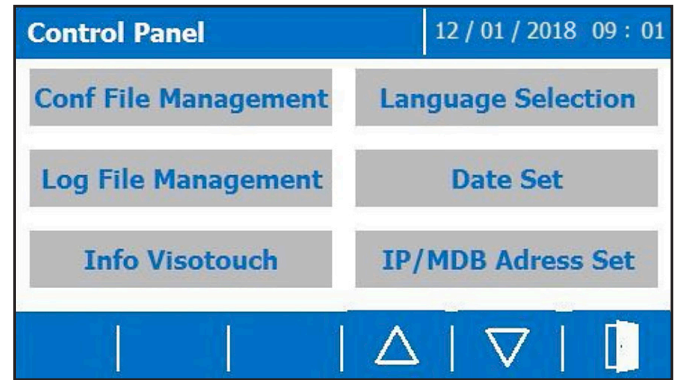 Control Panel 12 / 01 / 2018 09 : 01
Conf File Management Language Selection
Log File Management Date Set
Info Visotouch IP/MDB Adress Set